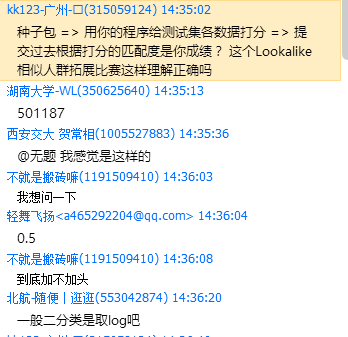 kk123-广州-口(315059124) 14:35:02
种子包 => 用你的程序给测试集各数据打分 => 提
交过去根据打分的匹配度是你成绩？ 这个Lookalike
相似人群拓展比赛这样理解正确吗
湖南大学-WL(350625640) 14:35:13
501187
西安交大 贺常相(1005527883) 14:35:36
@无题 我感觉是这样的
不就是搬砖嘛(1191509410) 14:36:03
我想问一下
轻舞飞扬<a465292204@qq.com> 14:36:04
0.5
不就是搬砖嘛(1191509410) 14:36:08
到底加不加头
北航-随便丨逛逛(553042874) 14:36:20
一般二分类是取log吧